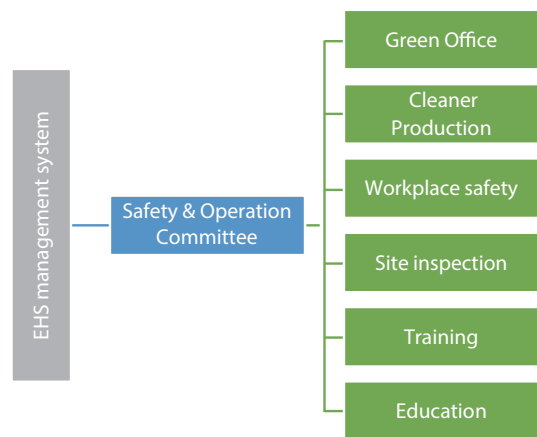 EHS management system
Safety & Operation
Committee
Green Office
Cleaner
Production
Workplace safety
Site inspection
Training
Education